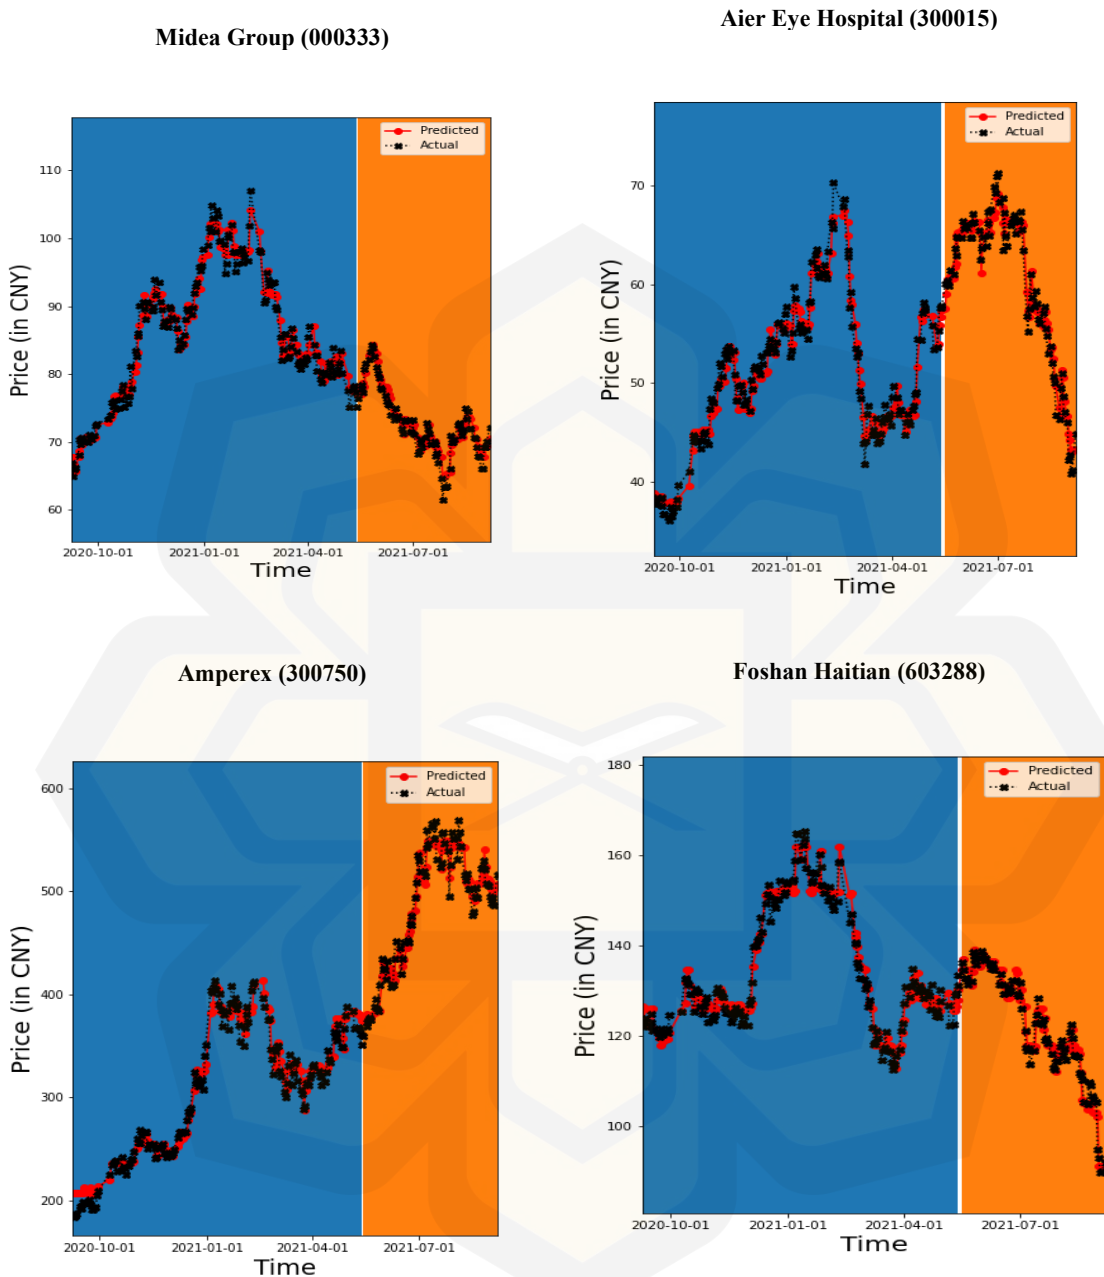 Midea Group (000333)
Price (in CNY)
110
100
90
80
70
60
Predicted
Actual
2020-10-01 2021-01-01 2021-04-01 2021-07-01
Time
Aier Eye Hospital (300015)
Price (in CNY)
70
60
50
40
Predicted
Actual
2020-10-01 2021-01-01 2021-04-01 2021-07-01
Time
Amperex (300750)
Price (in CNY)
600
500
400
300
200
Predicted
Actual
2020-10-01 2021-01-01 2021-04-01 2021-07-01
Time
Foshan Haitian (603288)
Price (in CNY)
180
160
140
120
100
Predicted
Actual
2020-10-01 2021-01-01 2021-04-01 2021-07-01
Time